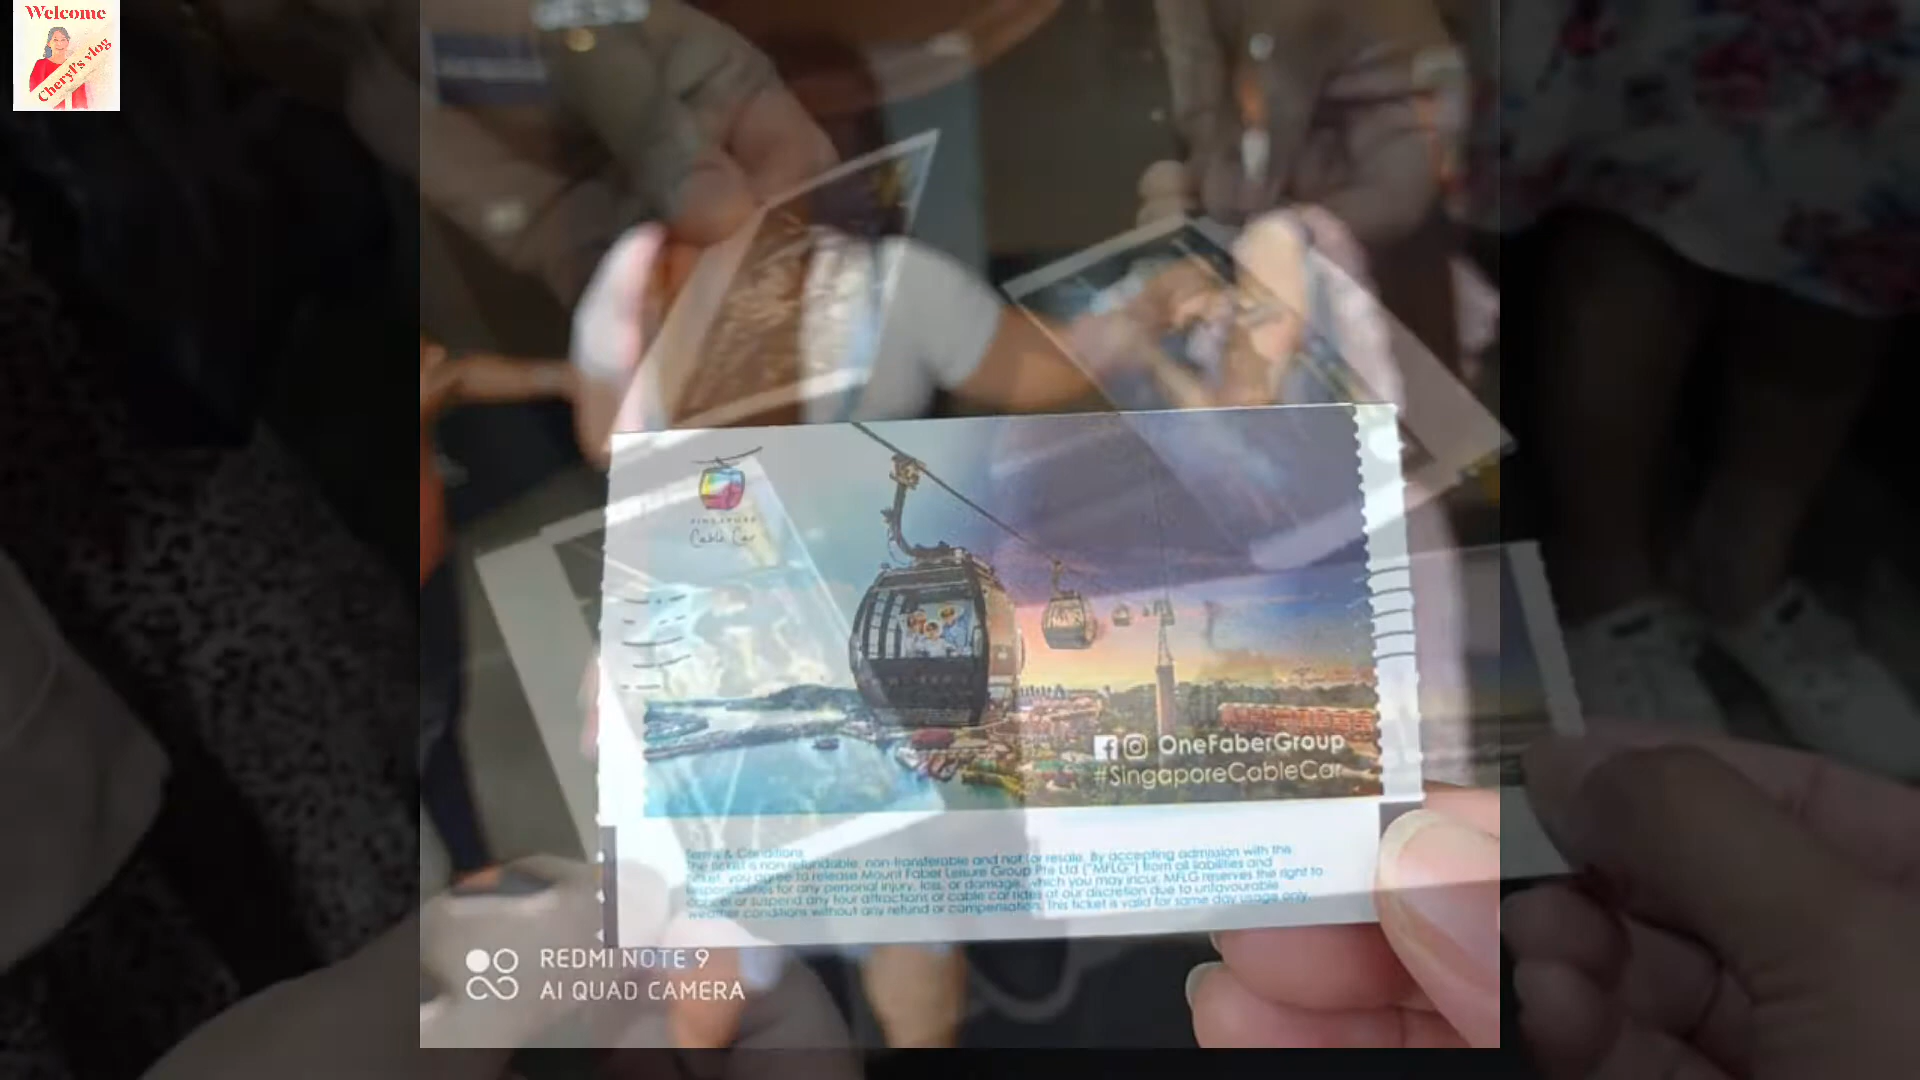 Welcome
Cheryl's vlog
SINGAPORE
Cable Car
OneFaberGroup
#SingaporeCableCar
Terms & Conditions
The ticket is non refundable, non-transferable and not for resale. By accepting admission with the
ticket, you agree to release Mount Faber Leisure Group Pte Ltd ("MFLG") from all liabilities and
responsibilities for any personal injury, loss, or damage, which you may incur. MFLG reserves the right to
cancel or suspend any tour attractions or cable car rides at our discretion due to unfavourable
weather conditions without any refund or compensation. This ticket is valid for same day usage only.
REDMI NOTE 9
AI QUAD CAMERA